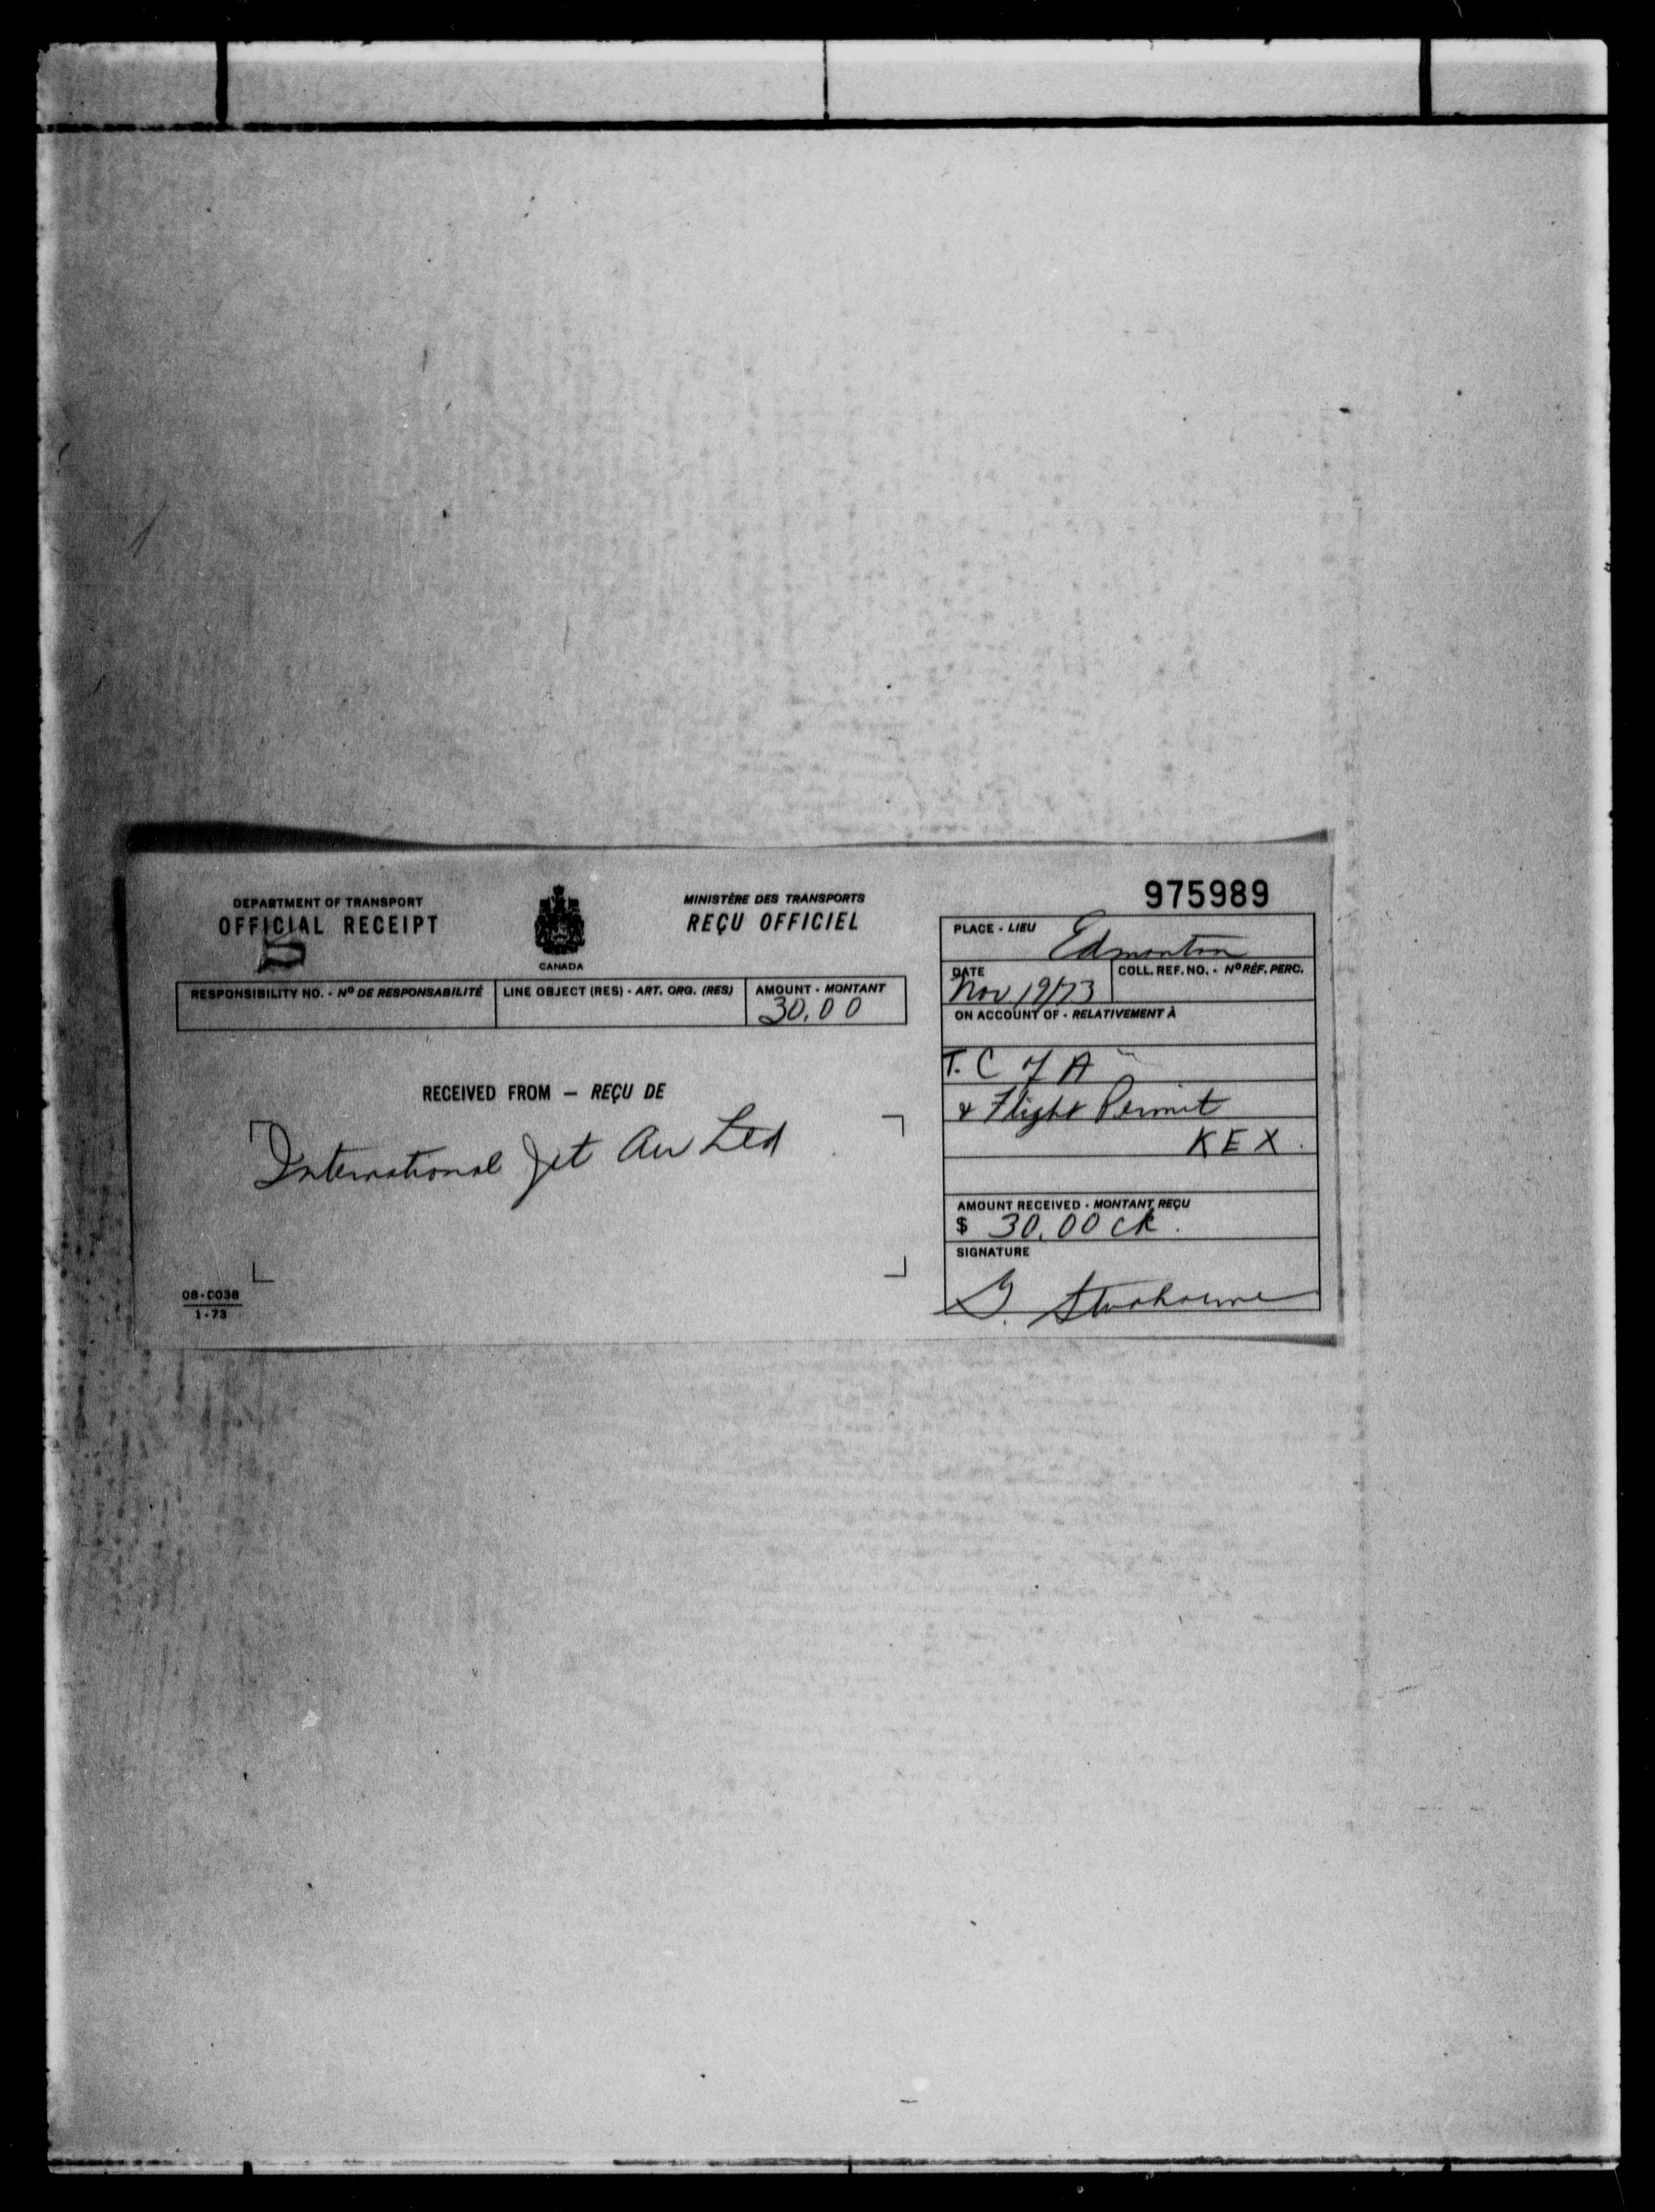 DEPARTMENT OF TRANSPORT
OFFICIAL RECEIPT
CANADA
MINISTÈRE DES TRANSPORTS
REÇU OFFICIEL
RESPONSIBILITY NO. - Nº DE RESPONSABILITÉ
LINE OBJECT (RES) - ART. ORG. (RES)
AMOUNT - MONTANT
30.00
RECEIVED FROM — REÇU DE
International Jet Air Ltd
08-0038
1-73
975989
PLACE - LIEU
Edmonton
DATE
Nov 19/73
COLL. REF. NO. - Nº RÉF. PERC.
ON ACCOUNT OF - RELATIVEMENT À
T. C of A
& Flight Permit
KEX.
AMOUNT RECEIVED - MONTANT REÇU
$ 30.00 ck.
SIGNATURE